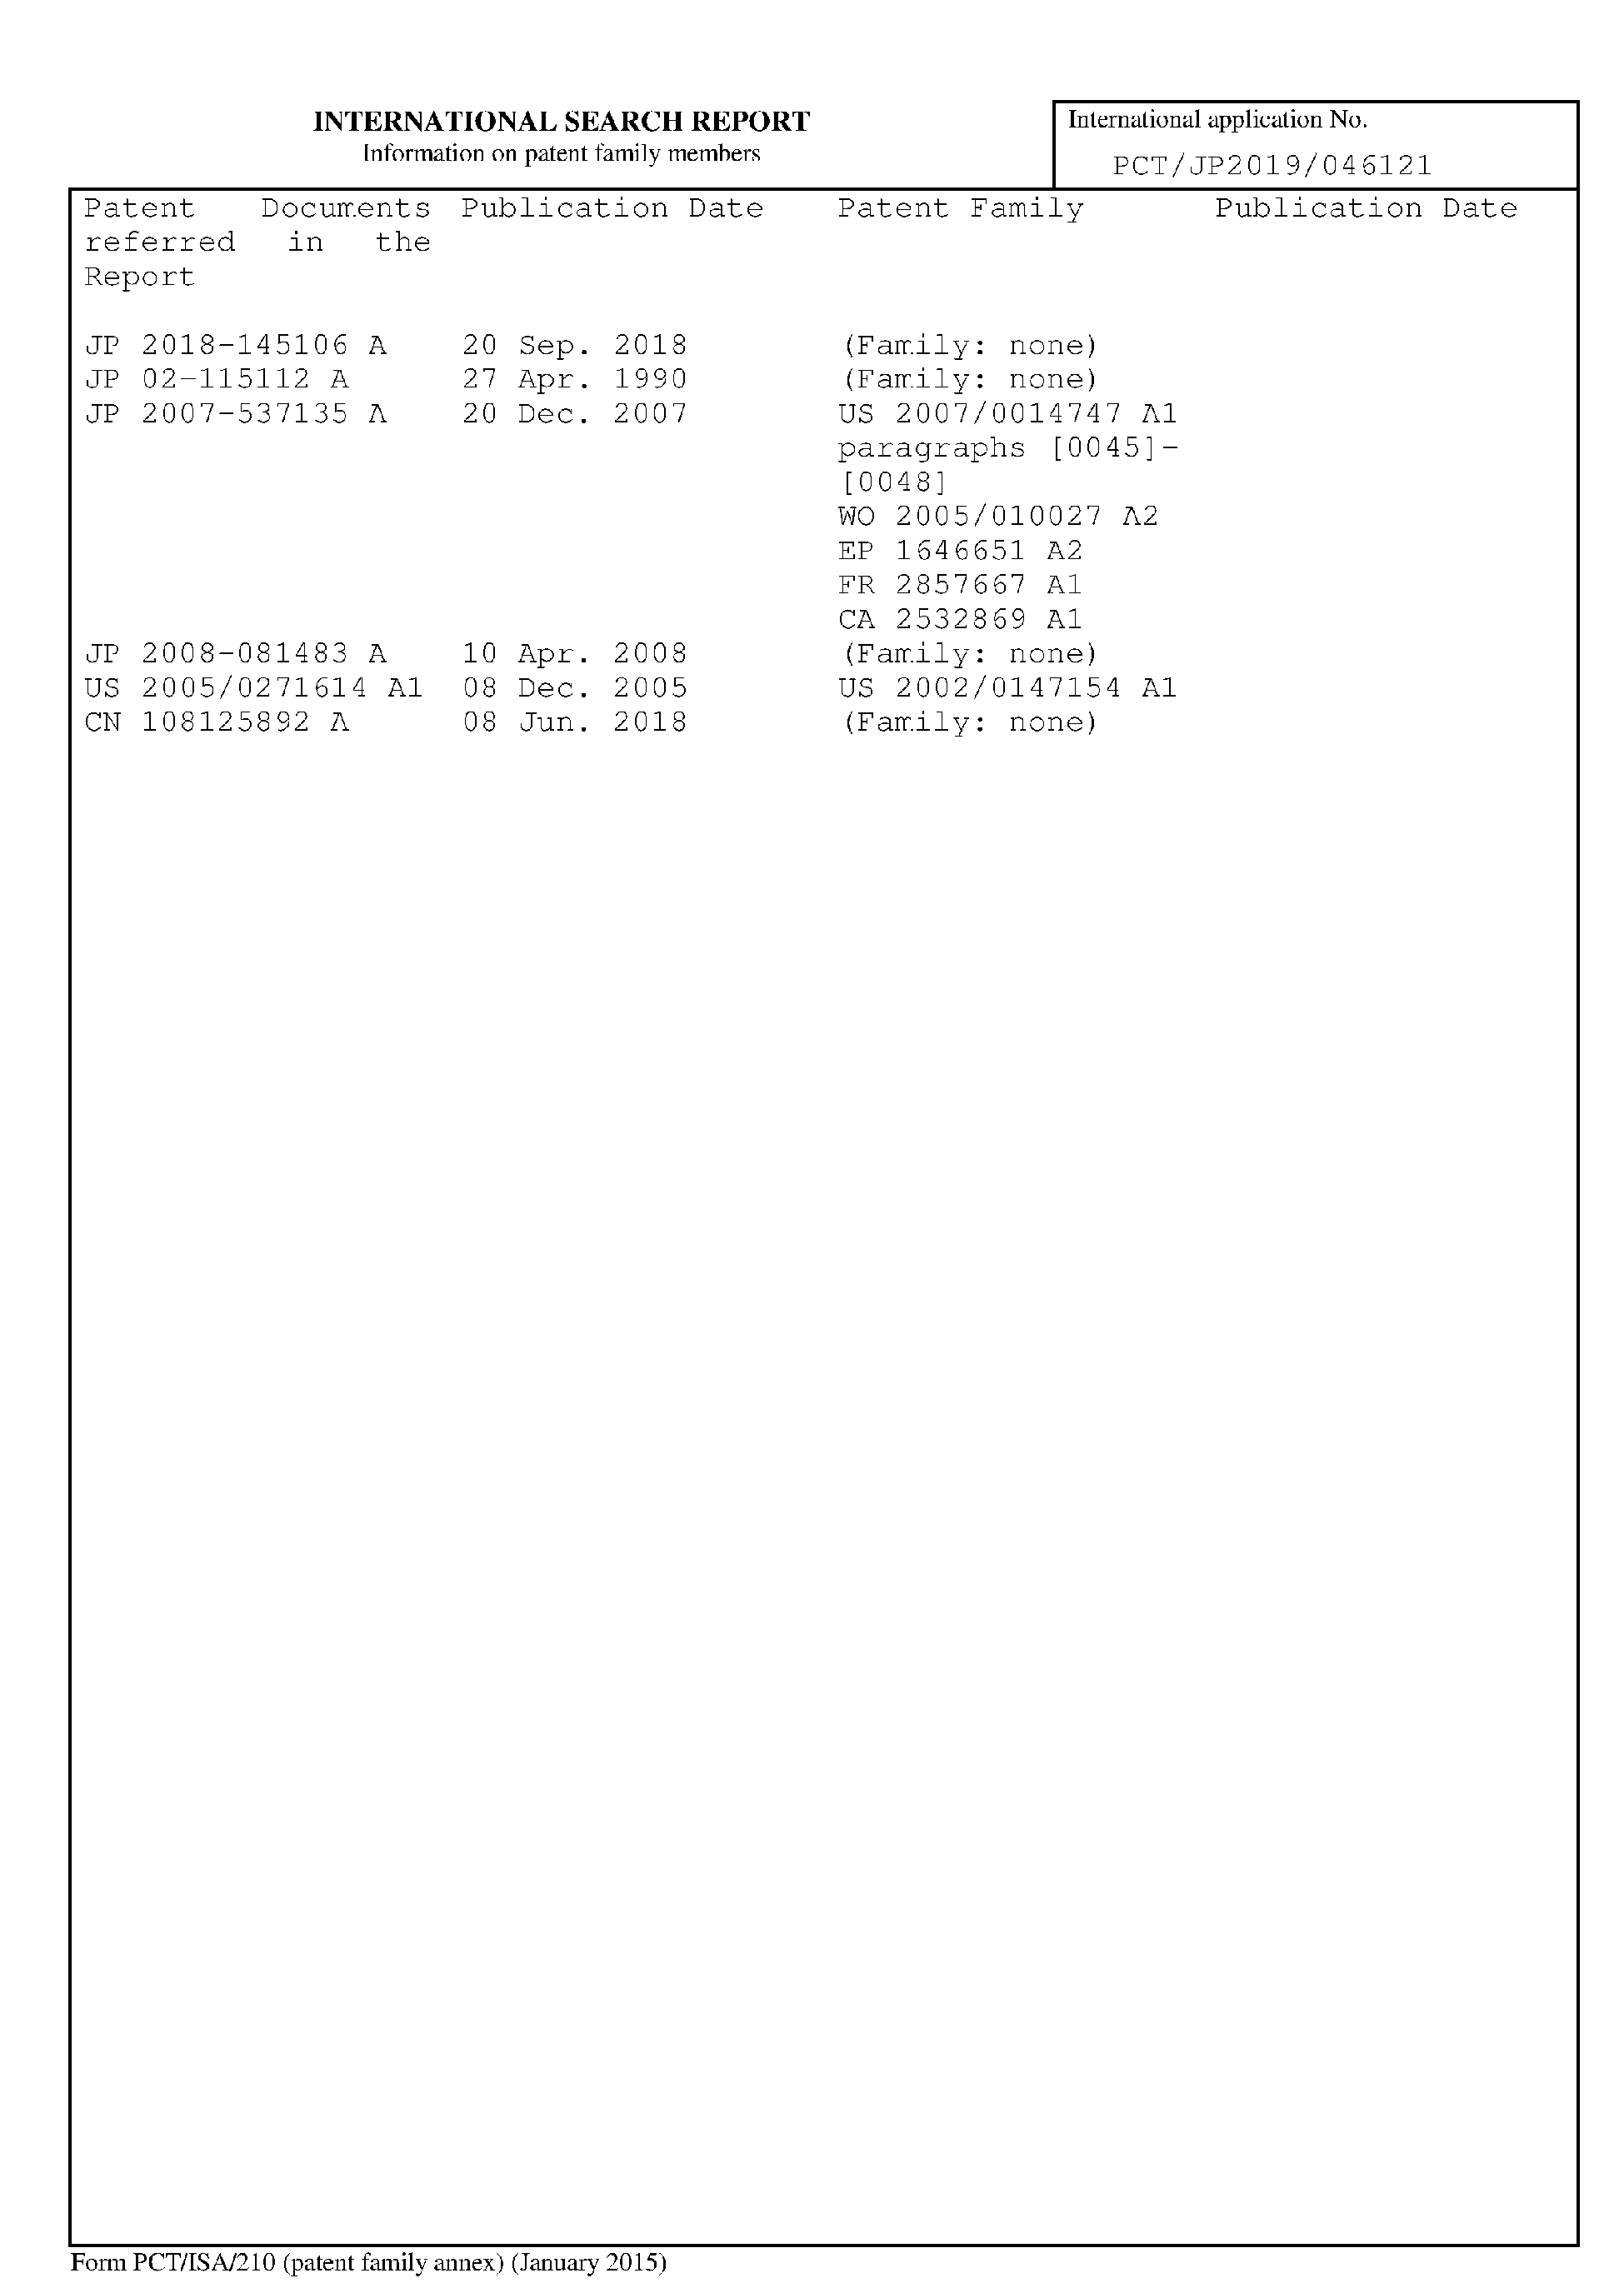 INTERNATIONAL SEARCH REPORT
Information on patent family members
International application No.
PCT/JP2019/046121
Patent Documents Publication Date Patent Family Publication Date
referred in the
Report
JP 2018-145106 A 20 Sep. 2018 (Family: none)
JP 02-115112 A 27 Apr. 1990 (Family: none)
JP 2007-537135 A 20 Dec. 2007 US 2007/0014747 A1
paragraphs [0045]-
[0048]
WO 2005/010027 A2
EP 1646651 A2
FR 2857667 A1
CA 2532869 A1
JP 2008-081483 A 10 Apr. 2008 (Family: none)
US 2005/0271614 A1 08 Dec. 2005 US 2002/0147154 A1
CN 108125892 A 08 Jun. 2018 (Family: none)
Form PCT/ISA/210 (patent family annex) (January 2015)